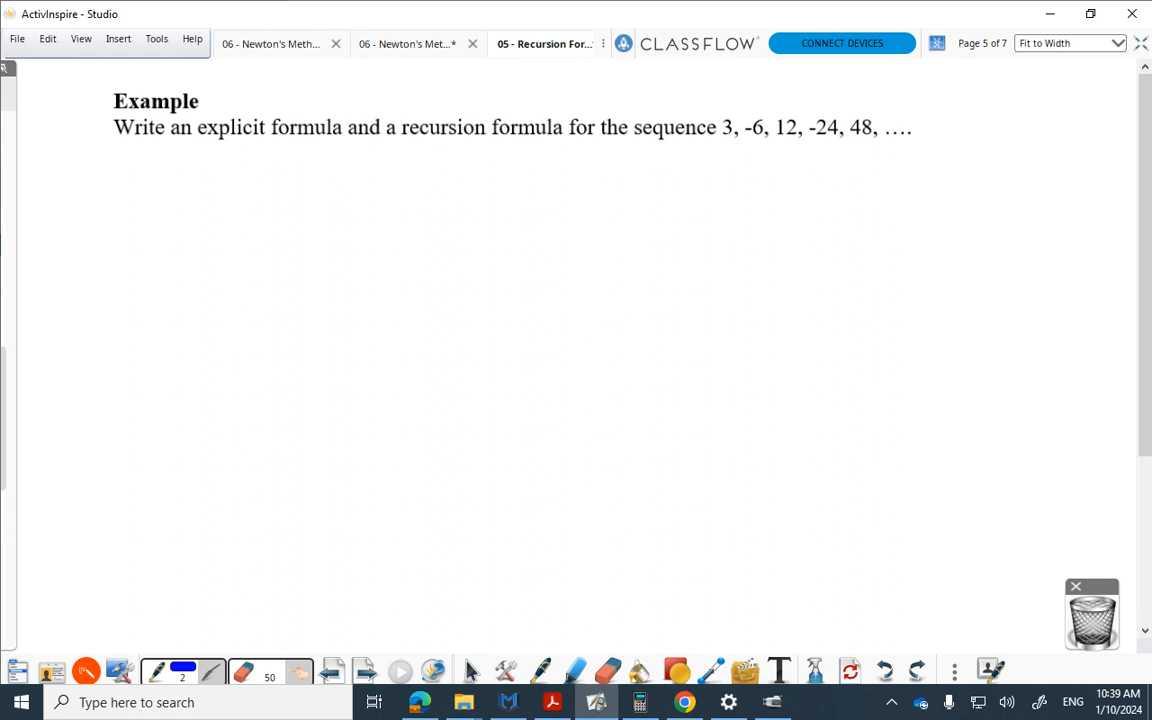 ActivInspire - Studio
File Edit View Insert Tools Help 06 - Newton's Meth... 06 - Newton's Met...* 05 - Recursion For... CLASSFLOW CONNECT DEVICES Page 5 of 7 Fit to Width
Example
Write an explicit formula and a recursion formula for the sequence 3, -6, 12, -24, 48, ….
2 50
Type here to search ENG 10:39 AM
1/10/2024